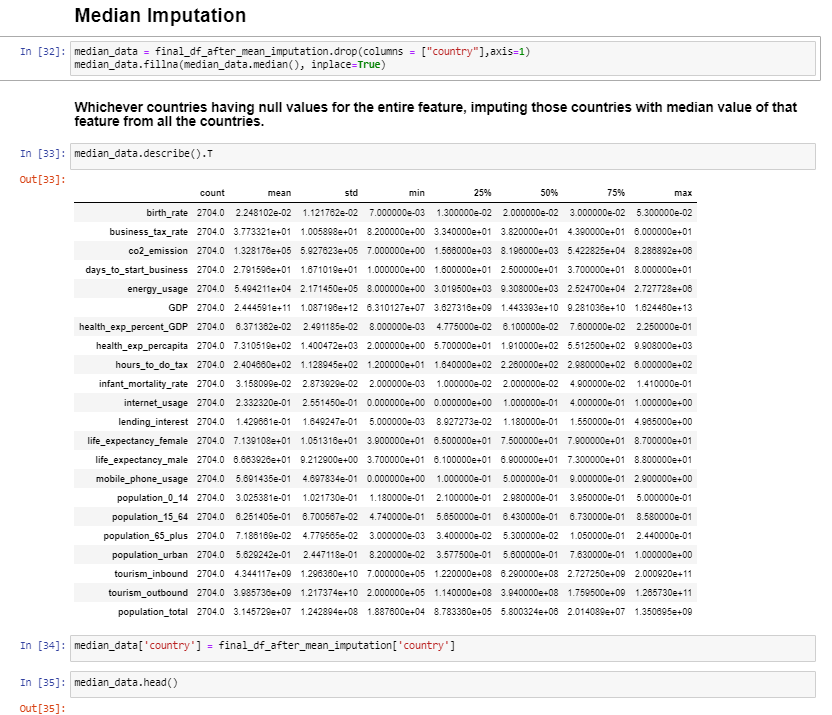 Median Imputation
In [32]: median_data = final_df_after_mean_imputation.drop(columns = ["country"],axis=1)
median_data.fillna(median_data.median(), inplace=True)
Whichever countries having null values for the entire feature, imputing those countries with median value of that
feature from all the countries.
In [33]: median_data.describe().T
Out[33]:
count mean std min 25% 50% 75% max
birth_rate 2704.0 2.248102e-02 1.121762e-02 7.000000e-03 1.300000e-02 2.000000e-02 3.000000e-02 5.300000e-02
business_tax_rate 2704.0 3.773321e+01 1.005898e+01 8.200000e+00 3.340000e+01 3.820000e+01 4.390000e+01 6.000000e+01
co2_emission 2704.0 1.328176e+05 5.927623e+05 7.000000e+00 1.566000e+03 8.196000e+03 5.422825e+04 8.286892e+06
days_to_start_business 2704.0 2.791596e+01 1.671019e+01 1.000000e+00 1.600000e+01 2.500000e+01 3.700000e+01 8.000000e+01
energy_usage 2704.0 5.494211e+04 2.171450e+05 8.000000e+00 3.019500e+03 9.308000e+03 2.524700e+04 2.727728e+06
GDP 2704.0 2.444591e+11 1.087196e+12 6.310127e+07 3.627316e+09 1.443393e+10 9.281036e+10 1.624460e+13
health_exp_percent_GDP 2704.0 6.371362e-02 2.491185e-02 8.000000e-03 4.775000e-02 6.100000e-02 7.600000e-02 2.250000e-01
health_exp_percapita 2704.0 7.310519e+02 1.400472e+03 2.000000e+00 5.700000e+01 1.910000e+02 5.512500e+02 9.908000e+03
hours_to_do_tax 2704.0 2.404660e+02 1.128945e+02 1.200000e+01 1.640000e+02 2.260000e+02 2.980000e+02 6.000000e+02
infant_mortality_rate 2704.0 3.158099e-02 2.873929e-02 2.000000e-03 1.000000e-02 2.000000e-02 4.900000e-02 1.410000e-01
internet_usage 2704.0 2.332320e-01 2.551450e-01 0.000000e+00 0.000000e+00 1.000000e-01 4.000000e-01 1.000000e+00
lending_interest 2704.0 1.429661e-01 1.649247e-01 5.000000e-03 8.927273e-02 1.180000e-01 1.550000e-01 4.965000e+00
life_expectancy_female 2704.0 7.139108e+01 1.051316e+01 3.900000e+01 6.500000e+01 7.500000e+01 7.900000e+01 8.700000e+01
life_expectancy_male 2704.0 6.663926e+01 9.212900e+00 3.700000e+01 6.100000e+01 6.900000e+01 7.300000e+01 8.800000e+01
mobile_phone_usage 2704.0 5.691435e-01 4.697834e-01 0.000000e+00 1.000000e-01 5.000000e-01 9.000000e-01 2.900000e+00
population_0_14 2704.0 3.025381e-01 1.021730e-01 1.180000e-01 2.100000e-01 2.980000e-01 3.950000e-01 5.000000e-01
population_15_64 2704.0 6.251405e-01 6.700567e-02 4.740000e-01 5.650000e-01 6.430000e-01 6.730000e-01 8.580000e-01
population_65_plus 2704.0 7.186169e-02 4.779565e-02 3.000000e-03 3.400000e-02 5.300000e-02 1.050000e-01 2.440000e-01
population_urban 2704.0 5.629242e-01 2.447118e-01 8.200000e-02 3.577500e-01 5.600000e-01 7.630000e-01 1.000000e+00
tourism_inbound 2704.0 4.344117e+09 1.296360e+10 7.000000e+05 1.220000e+08 6.290000e+08 2.727250e+09 2.000920e+11
tourism_outbound 2704.0 3.985736e+09 1.217374e+10 2.000000e+05 1.140000e+08 3.940000e+08 1.759500e+09 1.265730e+11
population_total 2704.0 3.145729e+07 1.242894e+08 1.887600e+04 8.783360e+05 5.800324e+06 2.014089e+07 1.350695e+09
In [34]: median_data['country'] = final_df_after_mean_imputation['country']
In [35]: median_data.head()
Out[35]: